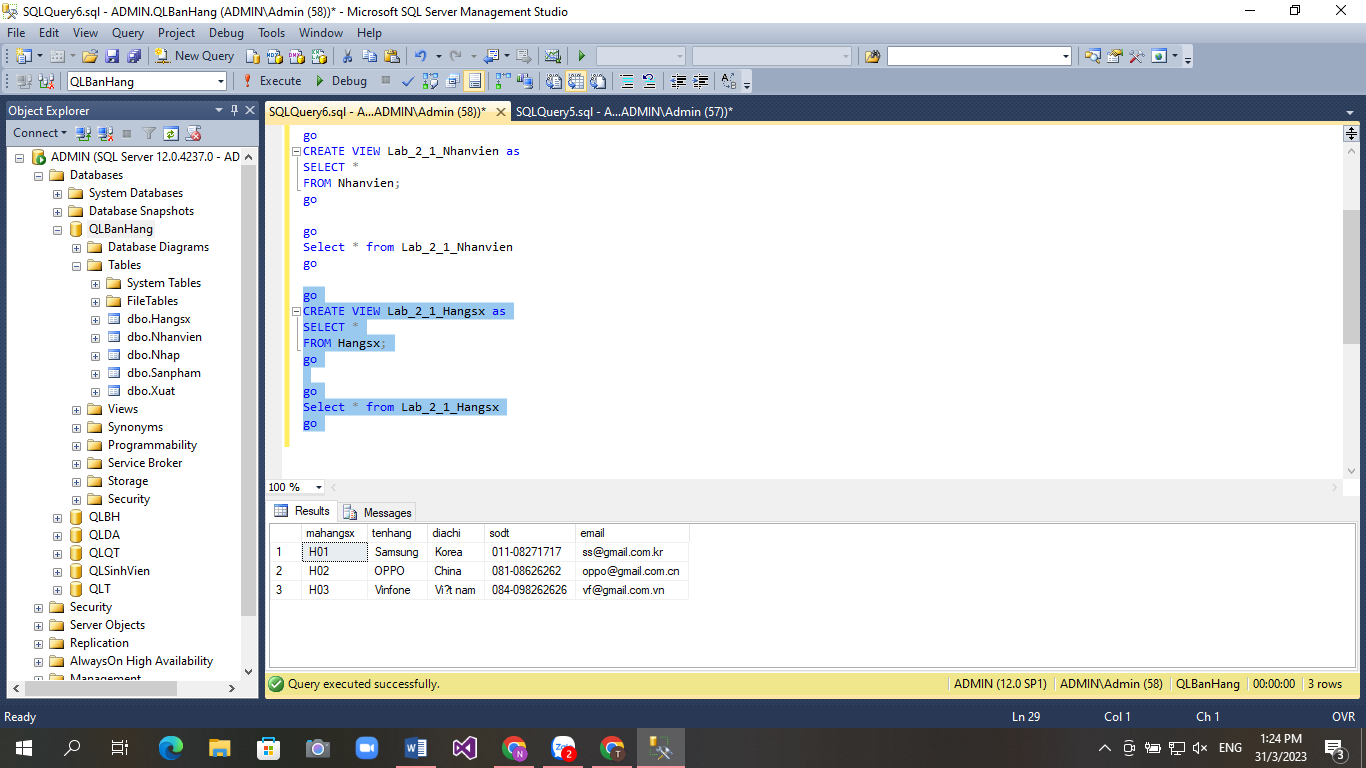 SQLQuery6.sql - ADMIN.QLBanHang (ADMIN\Admin (58))* - Microsoft SQL Server Management Studio
File Edit View Query Project Debug Tools Window Help
New Query
QLBanHang Execute Debug
Object Explorer
Connect
ADMIN (SQL Server 12.0.4237.0 - AD
Databases
System Databases
Database Snapshots
QLBanHang
Database Diagrams
Tables
System Tables
FileTables
dbo.Hangsx
dbo.Nhanvien
dbo.Nhap
dbo.Sanpham
dbo.Xuat
Views
Synonyms
Programmability
Service Broker
Storage
Security
QLBH
QLDA
QLQT
QLSinhVien
QLT
Security
Server Objects
Replication
AlwaysOn High Availability
Management
SQLQuery6.sql - A...ADMIN\Admin (58))* SQLQuery5.sql - A...ADMIN\Admin (57))*
go
CREATE VIEW Lab_2_1_Nhanvien as
SELECT *
FROM Nhanvien;
go
go
Select * from Lab_2_1_Nhanvien
go
go
CREATE VIEW Lab_2_1_Hangsx as
SELECT *
FROM Hangsx;
go
go
Select * from Lab_2_1_Hangsx
go
100 %
Results Messages
mahangsx tenhang diachi sodt email
1 H01 Samsung Korea 011-08271717 ss@gmail.com.kr
2 H02 OPPO China 081-08626262 oppo@gmail.com.cn
3 H03 Vinfone Vi?t nam 084-098262626 vf@gmail.com.vn
Query executed successfully. ADMIN (12.0 SP1) ADMIN\Admin (58) QLBanHang 00:00:00 3 rows
Ready Ln 29 Col 1 Ch 1 OVR
ENG 1:24 PM
31/3/2023